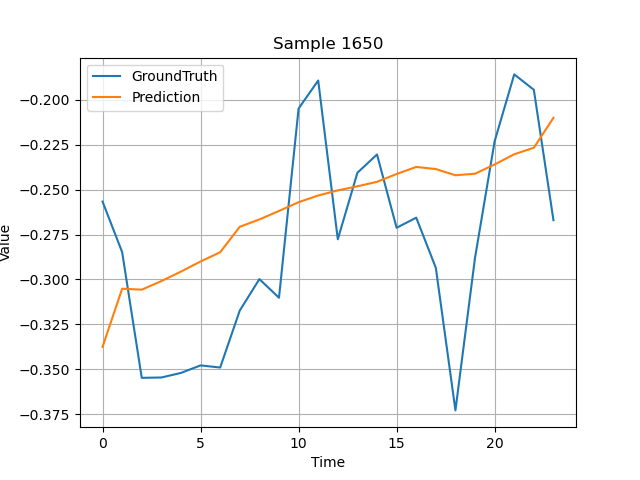 Sample 1650
GroundTruth
Prediction
−0.200
−0.225
−0.250
−0.275
−0.300
−0.325
−0.350
−0.375
Value
0 5 10 15 20
Time